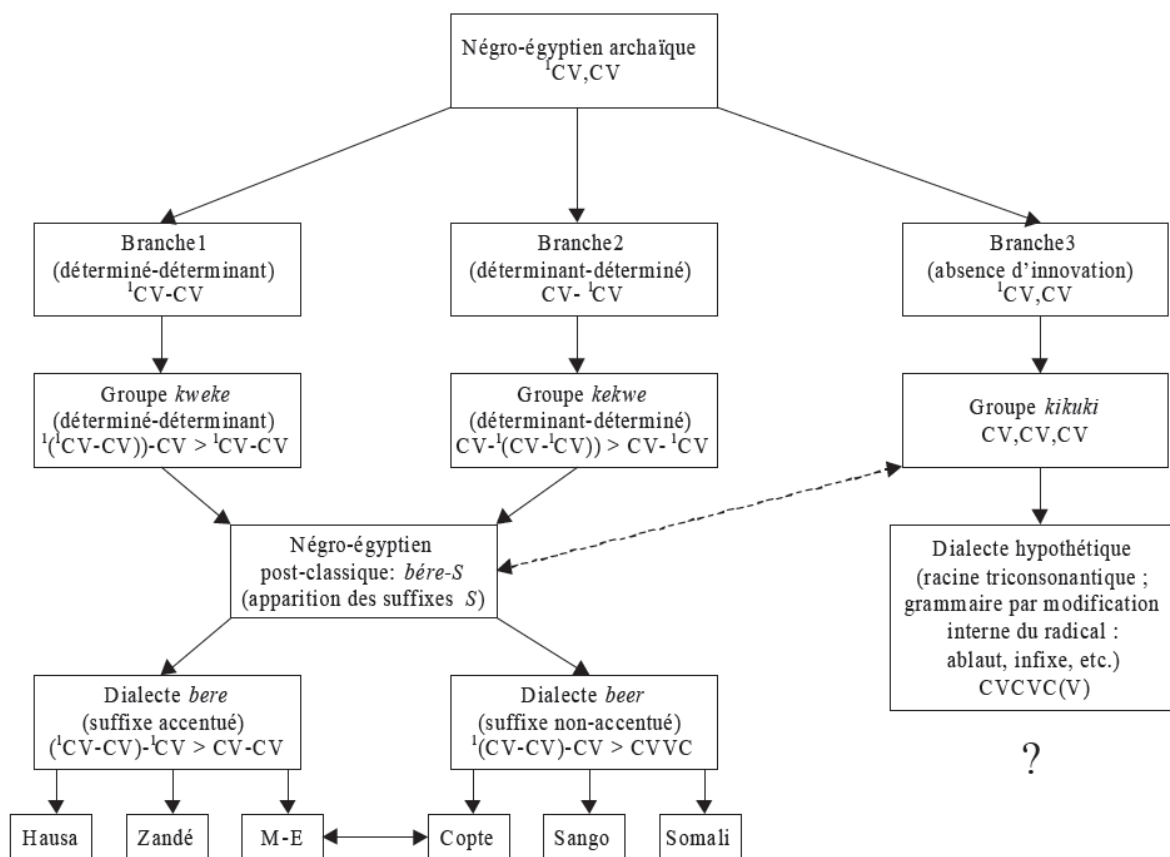 Négro-égyptien archaïque
¹CV,CV
Branche1
(déterminé-déterminant)
¹CV-CV
Branche2
(déterminant-déterminé)
CV- ¹CV
Branche3
(absence d’innovation)
¹CV,CV
Groupe kweke
(déterminé-déterminant)
¹(¹CV-CV))-CV > ¹CV-CV
Groupe kekwe
(déterminant-déterminé)
CV-¹(CV-¹CV)) > CV- ¹CV
Groupe kikuki
CV,CV,CV
Négro-égyptien
post-classique: bére-S
(apparition des suffixes S)
Dialecte hypothétique
(racine triconsonantique ;
grammaire par modification
interne du radical :
ablaut, infixe, etc.)
CVCVC(V)
Dialecte bere
(suffixe accentué)
(¹CV-CV)-¹CV > CV-CV
Dialecte beer
(suffixe non-accentué)
¹(CV-CV)-CV > CVVC
?
Hausa
Zandé
M-E
Copte
Sango
Somali